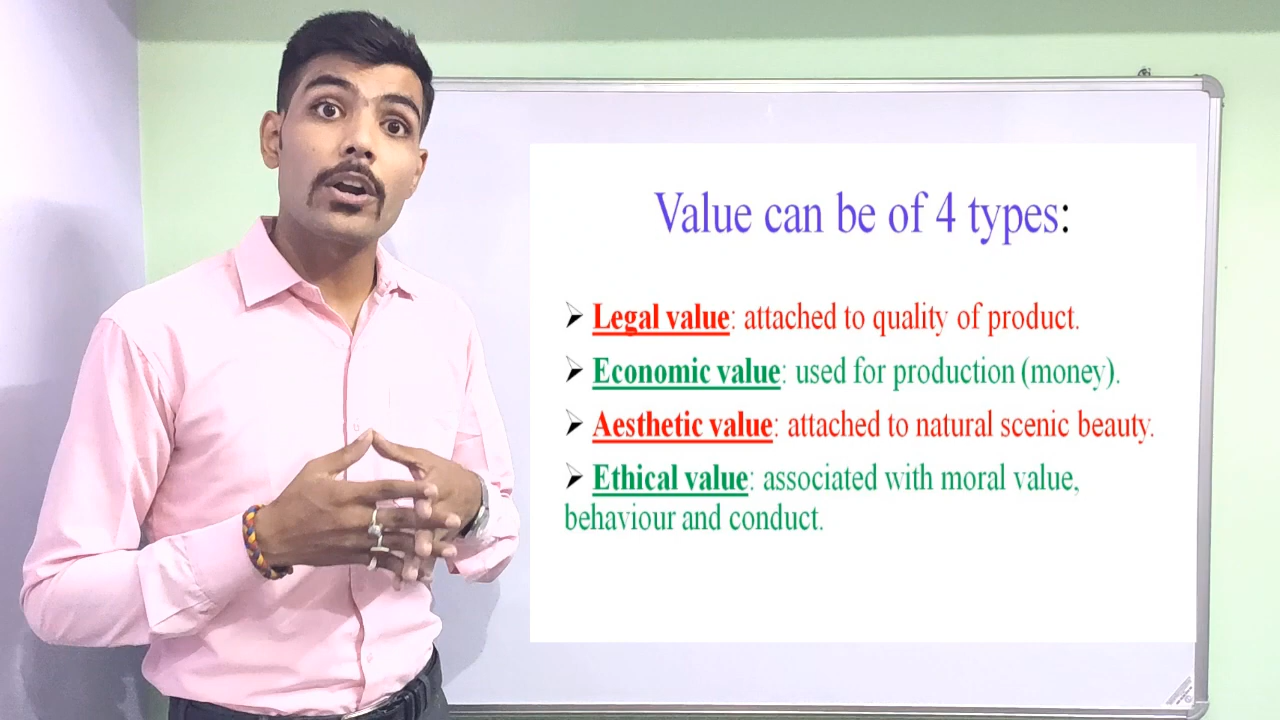 Value can be of 4 types:
Legal value: attached to quality of product.
Economic value: used for production (money).
Aesthetic value: attached to natural scenic beauty.
Ethical value: associated with moral value,
behaviour and conduct.